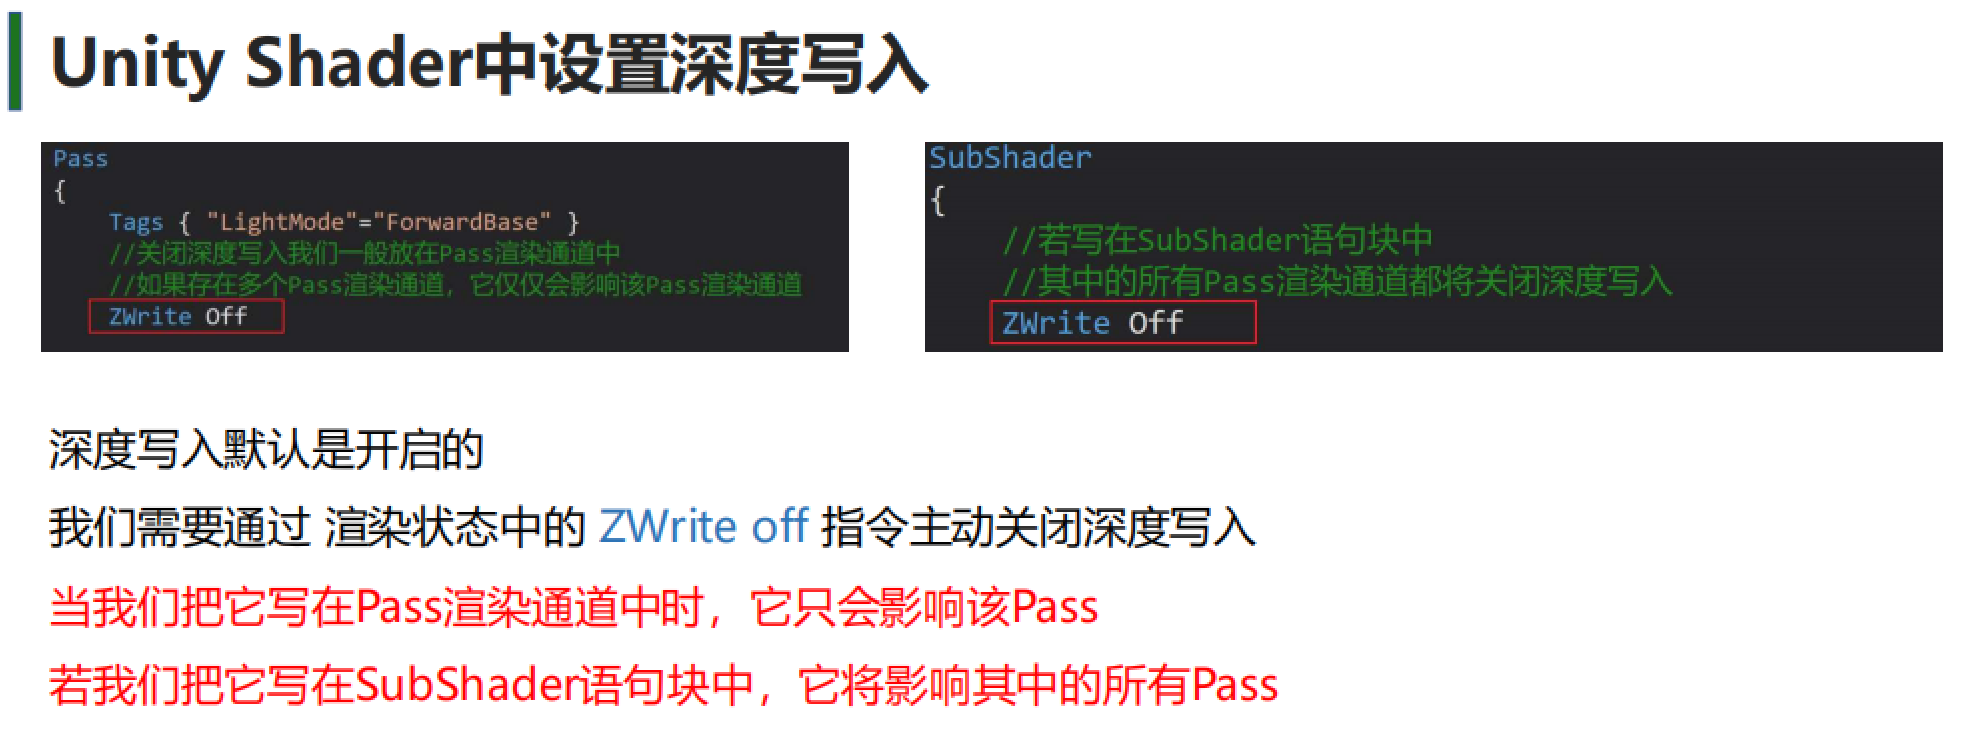 Unity Shader中设置深度写入
Pass
{
Tags { "LightMode"="ForwardBase" }
//关闭深度写入我们一般放在Pass渲染通道中
//如果存在多个Pass渲染通道，它仅仅会影响该Pass渲染通道
ZWrite Off
SubShader
{
//若写在SubShader语句块中
//其中的所有Pass渲染通道都将关闭深度写入
ZWrite Off
深度写入默认是开启的
我们需要通过 渲染状态中的 ZWrite off 指令主动关闭深度写入
当我们把它写在Pass渲染通道中时，它只会影响该Pass
若我们把它写在SubShader语句块中，它将影响其中的所有Pass